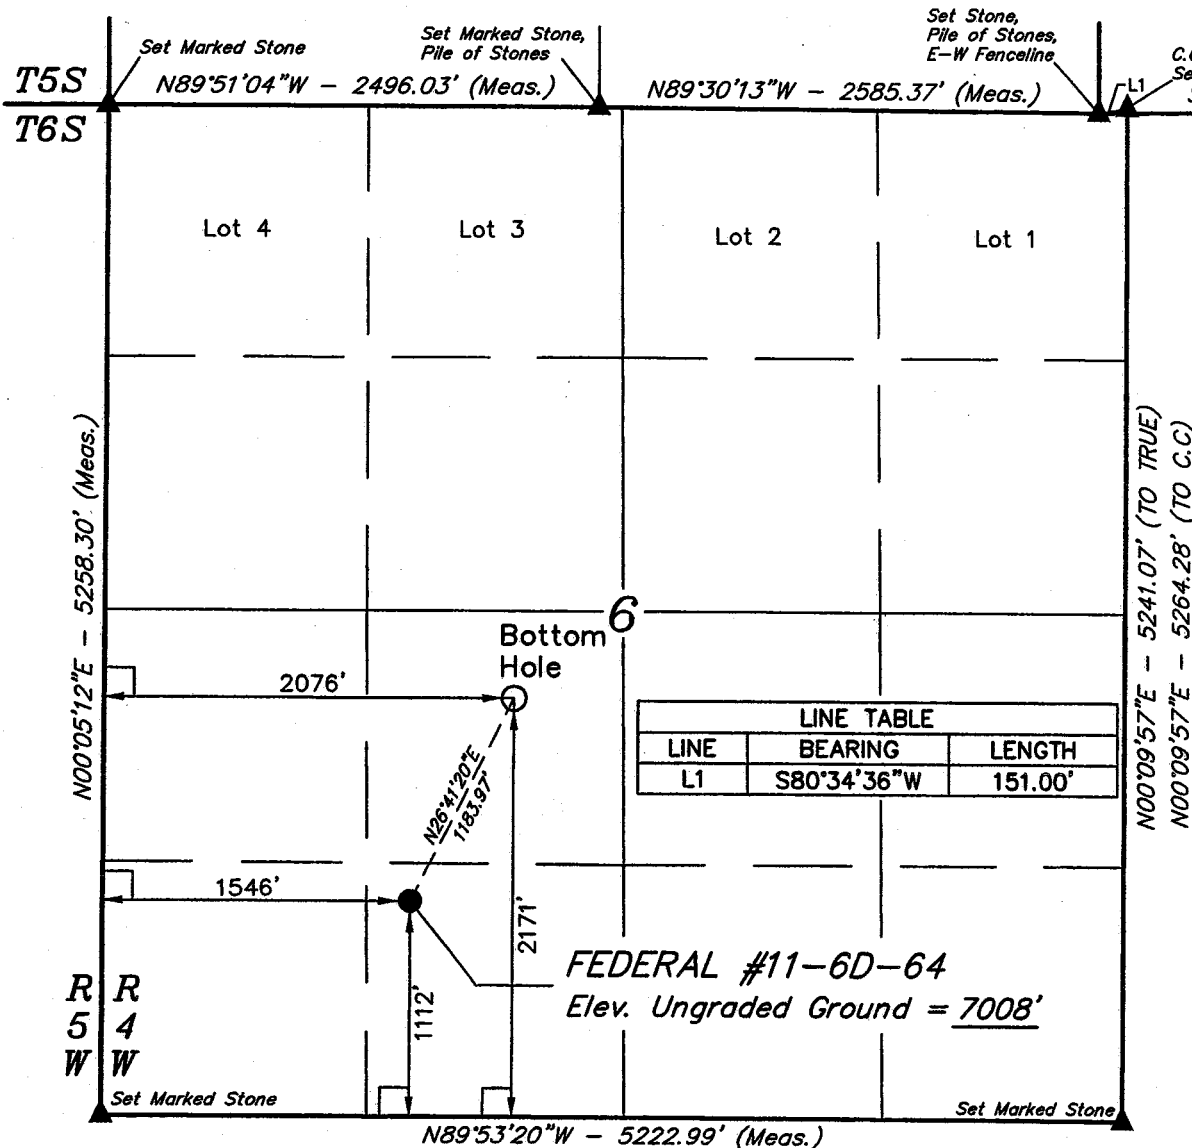 Set Marked Stone
Set Marked Stone,
Pile of Stones
Set Stone,
Pile of Stones,
E-W Fenceline
T5S
N89°51'04"W - 2496.03' (Meas.)
N89°30'13"W - 2585.37' (Meas.)
L1
T6S
Lot 4
Lot 3
Lot 2
Lot 1
N00°05'12"E - 5258.30' (Meas.)
N00°09'57"E - 5241.07' (TO TRUE)
N00°09'57"E - 5264.28' (TO C.C)
6
Bottom
Hole
2076'
LINE TABLE
LINE BEARING LENGTH
L1 S80°34'36"W 151.00'
N26°41'20"E
1183.97'
1546'
2171'
1112'
FEDERAL #11-6D-64
Elev. Ungraded Ground = 7008'
R R
5 4
W W
Set Marked Stone
Set Marked Stone
N89°53'20"W - 5222.99' (Meas.)